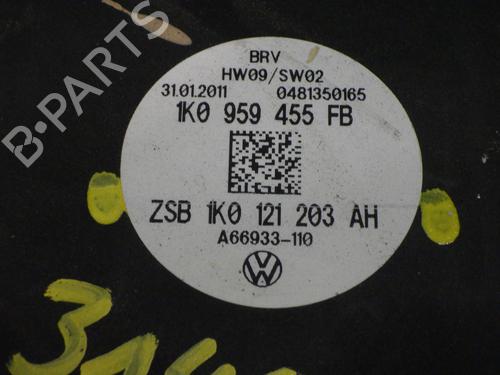 B-PARTS
BRV
HW09/SW02
31.01.2011 0481350165
1K0 959 455 FB
ZSB 1K0 121 203 AH
A66933-110